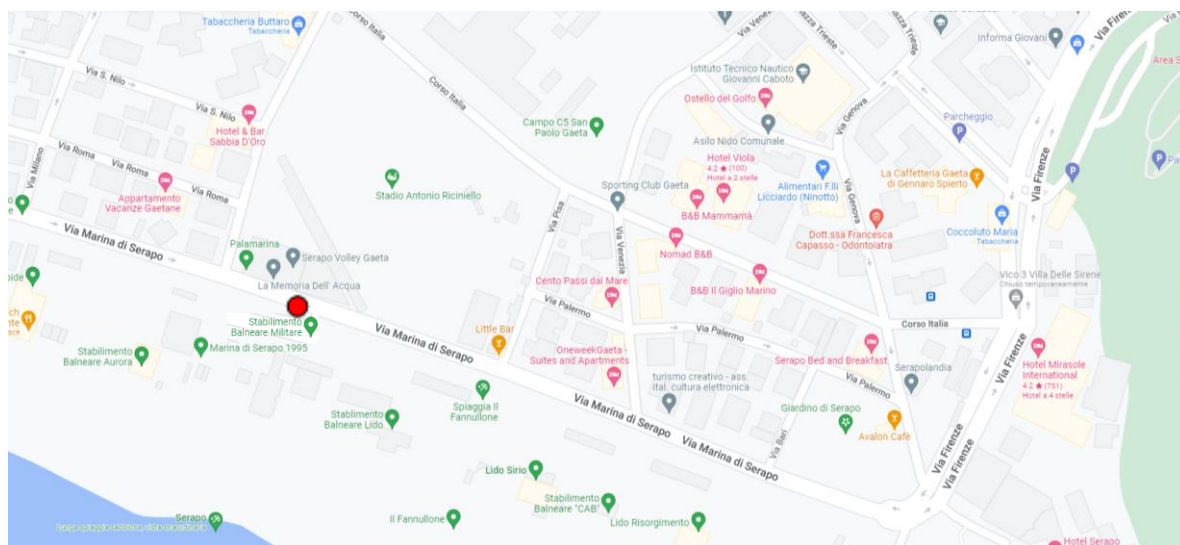 Tabaccheria Buttaro
Tabaccheria
Corso Italia
Via Venezia
Piazza Trieste
Informa Giovani
Via Firenze
Area S
Via S. Nilo
Via S. Nilo
Hotel & Bar
Sabbia D'Oro
Istituto Tecnico Nautico
Giovanni Caboto
Ostello del Golfo
Campo C5 San
Paolo Gaeta
Corso Italia
Via Genova
Asilo Nido Comunale
Parcheggio
P
P
P
Pa
Via Milano
Via Roma
Via Roma
Via Roma
Appartamento
Vacanze Gaetane
Stadio Antonio Riciniello
Hotel Viola
4.2 ★ (100)
Hotel a 2 stelle
Alimentari F.lli
Licciardo (Ninotto)
La Caffetteria Gaeta
di Gennaro Spierto
Via Firenze
Sporting Club Gaeta
B&B Mammamà
Via Genova
Dott.ssa Francesca
Capasso - Odontoiatra
Coccoluto Maria
Tabaccheria
Via Marina di Serapo
Palamarina
Serapo Volley Gaeta
La Memoria Dell' Acqua
Via Pisa
Via Venezia
Nomad B&B
Cento Passi dal Mare
B&B Il Giglio Marino
Vico 3 Villa Delle Sirene
Chiuso temporaneamente
Stabilimento
Balneare Militare
Via Marina di Serapo
Little Bar
Via Palermo
Via Palermo
Corso Italia
Stabilimento
Balneare Aurora
Marina di Serapo 1995
OneweekGaeta -
Suites and Apartments
Serapo Bed and Breakfast
Via Palermo
Serapolandia
Via Firenze
Hotel Mirasole
International
4.2 ★ (751)
Hotel a 4 stelle
turismo creativo - ass.
ital. cultura elettronica
Spiaggia Il
Fannullone
Stabilimento
Balneare Lido
Via Marina di Serapo
Via Marina di Serapo
Via Bari
Giardino di Serapo
Avalon Cafè
Via Firenze
Via Firenze
Lido Sirio
Stabilimento
Balneare "CAB"
Il Fannullone
Lido Risorgimento
Serapo
Hotel Serapo